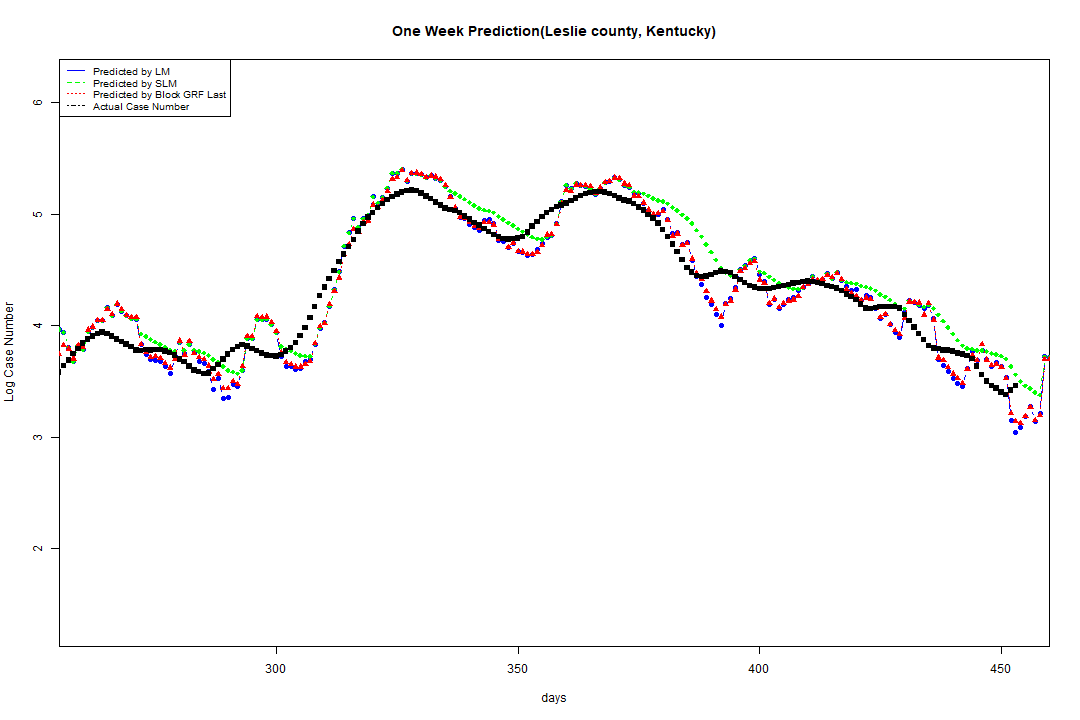 One Week Prediction(Leslie county, Kentucky)
Predicted by LM
Predicted by SLM
Predicted by Block GRF Last
Actual Case Number
6
5
4
3
2
Log Case Number
300 350 400 450
days